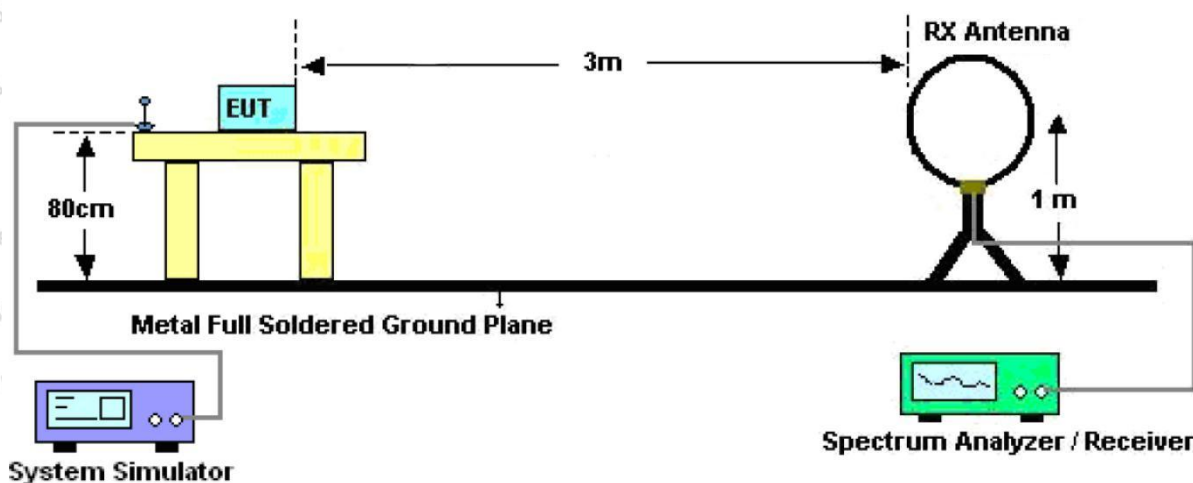 RX Antenna
3m
EUT
80cm
1 m
Metal Full Soldered Ground Plane
System Simulator
Spectrum Analyzer / Receiver